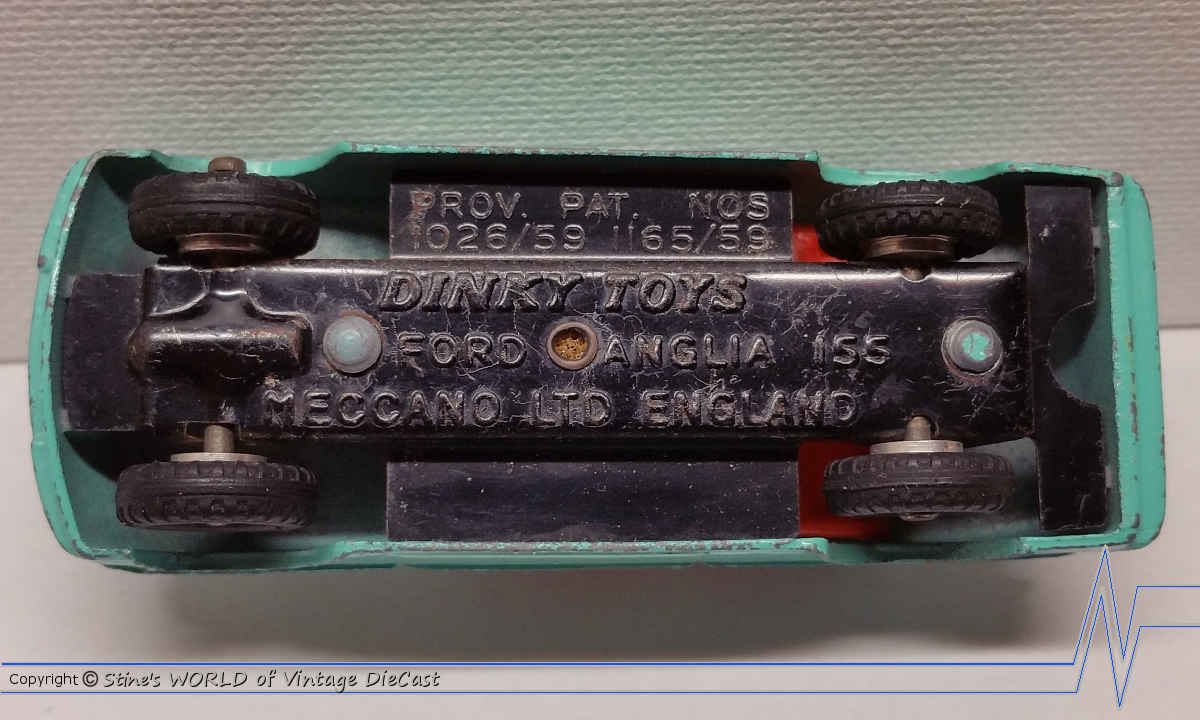 PROV. PAT. NOS
1026/59 1165/59
DINKY TOYS
FORD ANGLIA 155
MECCANO LTD ENGLAND
Copyright © Stine's WORLD of Vintage DieCast